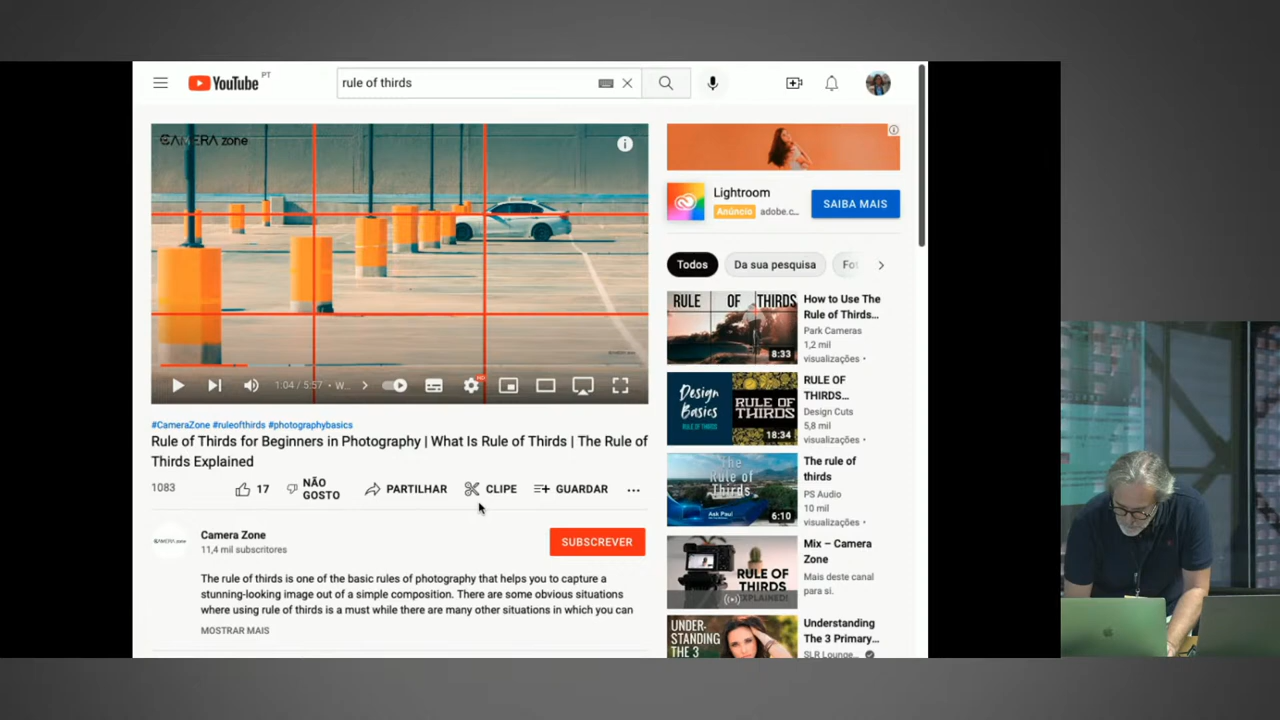 YouTube PT
rule of thirds
CAMERA zone
1:04 / 5:57 • W...
HD
#CameraZone #ruleofthirds #photographybasics
Rule of Thirds for Beginners in Photography | What Is Rule of Thirds | The Rule of
Thirds Explained
1083
17
NÃO
GOSTO
PARTILHAR
CLIPE
GUARDAR
Camera Zone
11,4 mil subscritores
SUBSCREVER
The rule of thirds is one of the basic rules of photography that helps you to capture a
stunning-looking image out of a simple composition. There are some obvious situations
where using rule of thirds is a must while there are many other situations in which you can
MOSTRAR MAIS
Lightroom
Anúncio adobe.c...
SAIBA MAIS
Todos
Da sua pesquisa
Fot
RULE OF THIRDS
8:33
How to Use The
Rule of Thirds...
Park Cameras
1,2 mil
visualizações •
Design
Basics
RULE OF THIRDS
RULE OF
THIRDS
18:34
RULE OF
THIRDS...
Design Cuts
5,8 mil
visualizações •
The
Rule of
Thirds
Ask Paul
6:10
The rule of
thirds
PS Audio
10 mil
visualizações •
RULE OF
THIRDS
EXPLAINED!
Mix – Camera
Zone
Mais deste canal
para si.
UNDER-
STANDING
THE 3
Understanding
The 3 Primary...
SLR Lounge...